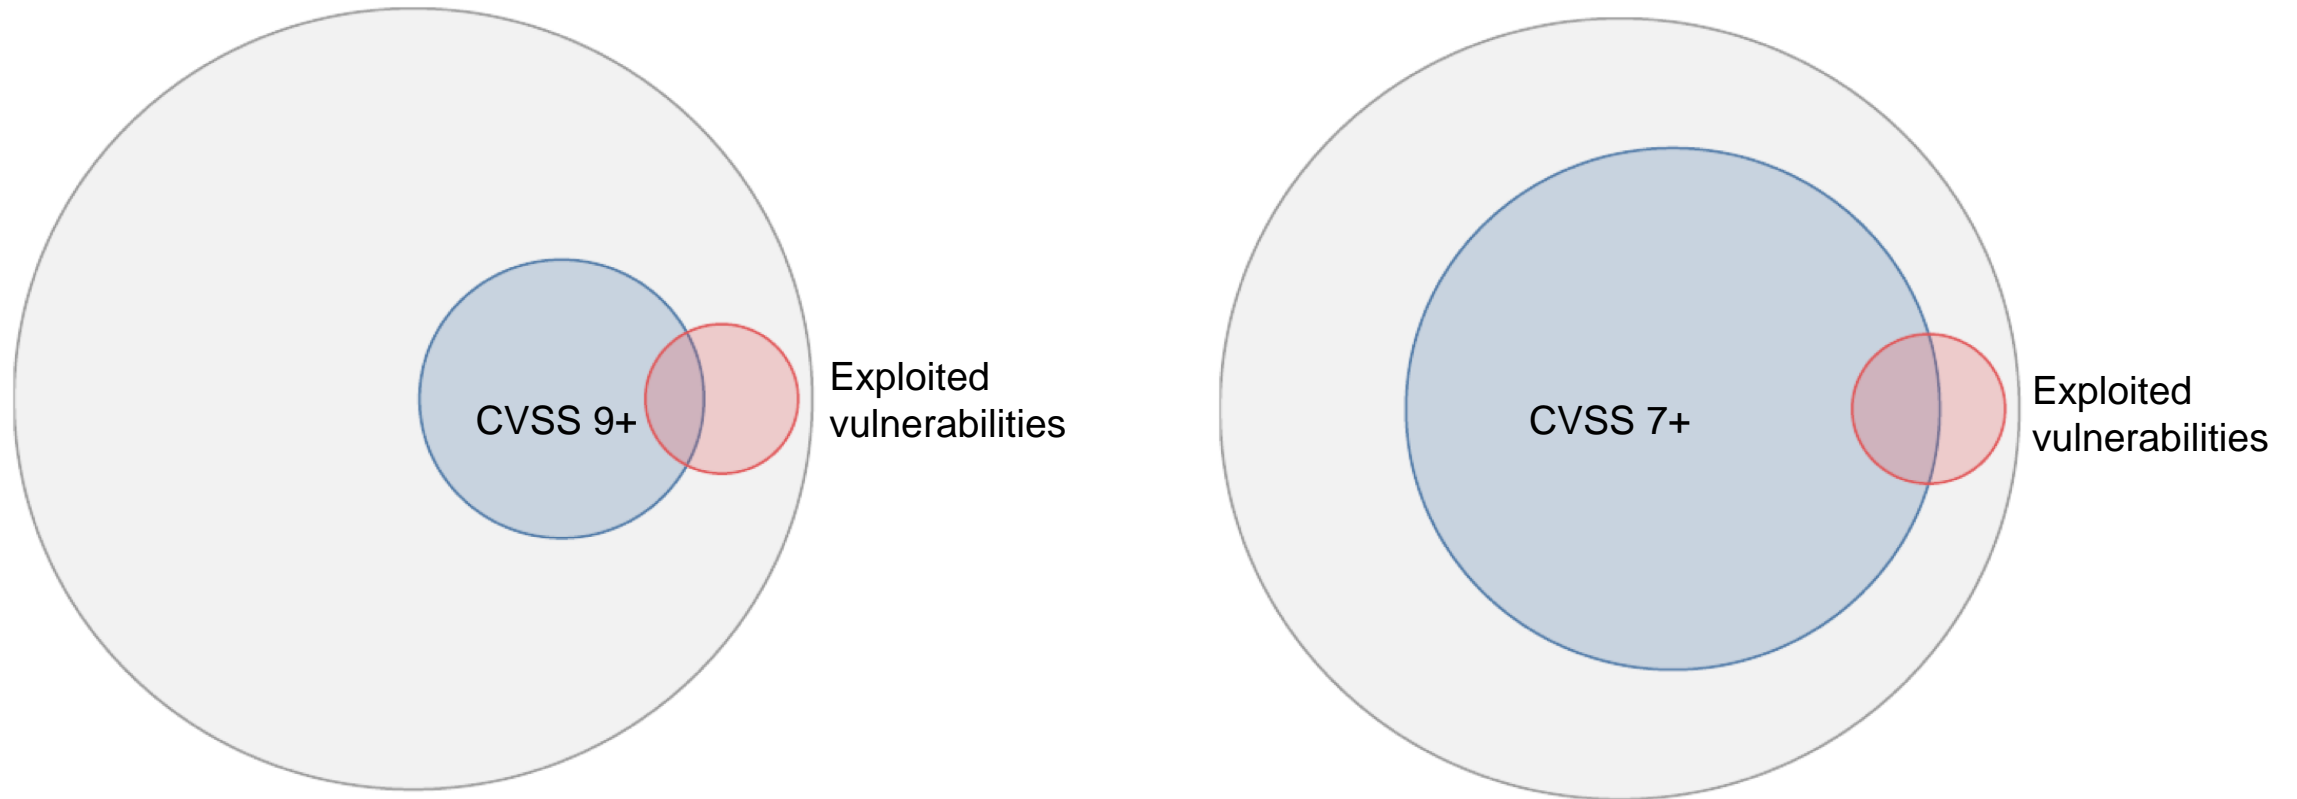 CVSS 9+
Exploited
vulnerabilities
CVSS 7+
Exploited
vulnerabilities